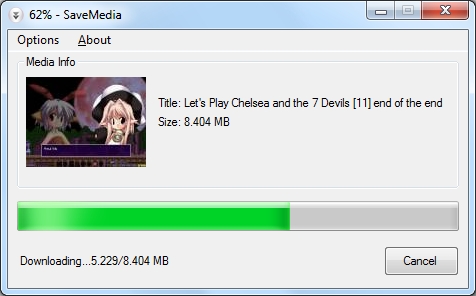 62% - SaveMedia
Options About
Media Info
Title: Let's Play Chelsea and the 7 Devils [11] end of the end
Size: 8.404 MB
Downloading...5.229/8.404 MB
Cancel